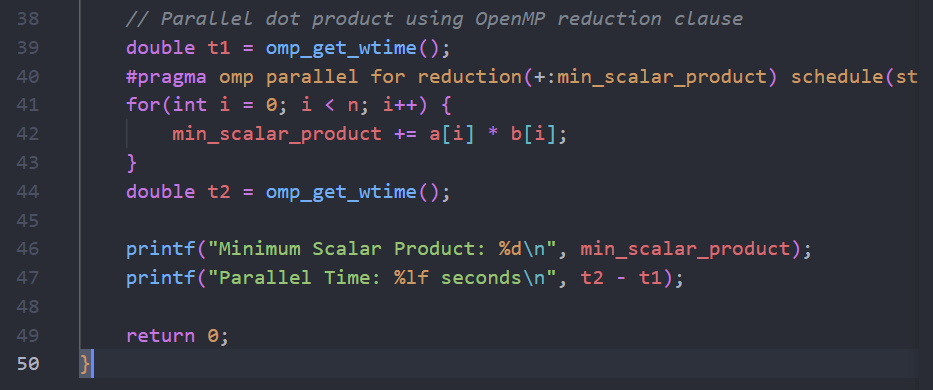 38 // Parallel dot product using OpenMP reduction clause
39 double t1 = omp_get_wtime();
40 #pragma omp parallel for reduction(+:min_scalar_product) schedule(st
41 for(int i = 0; i < n; i++) {
42 min_scalar_product += a[i] * b[i];
43 }
44 double t2 = omp_get_wtime();
45
46 printf("Minimum Scalar Product: %d\n", min_scalar_product);
47 printf("Parallel Time: %lf seconds\n", t2 - t1);
48
49 return 0;
50 }